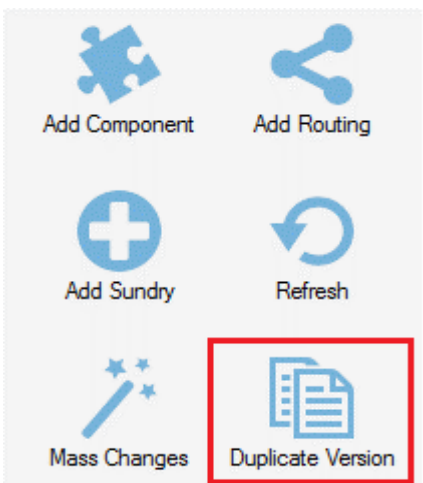 Add Component
Add Routing
Add Sundry
Refresh
Mass Changes
Duplicate Version